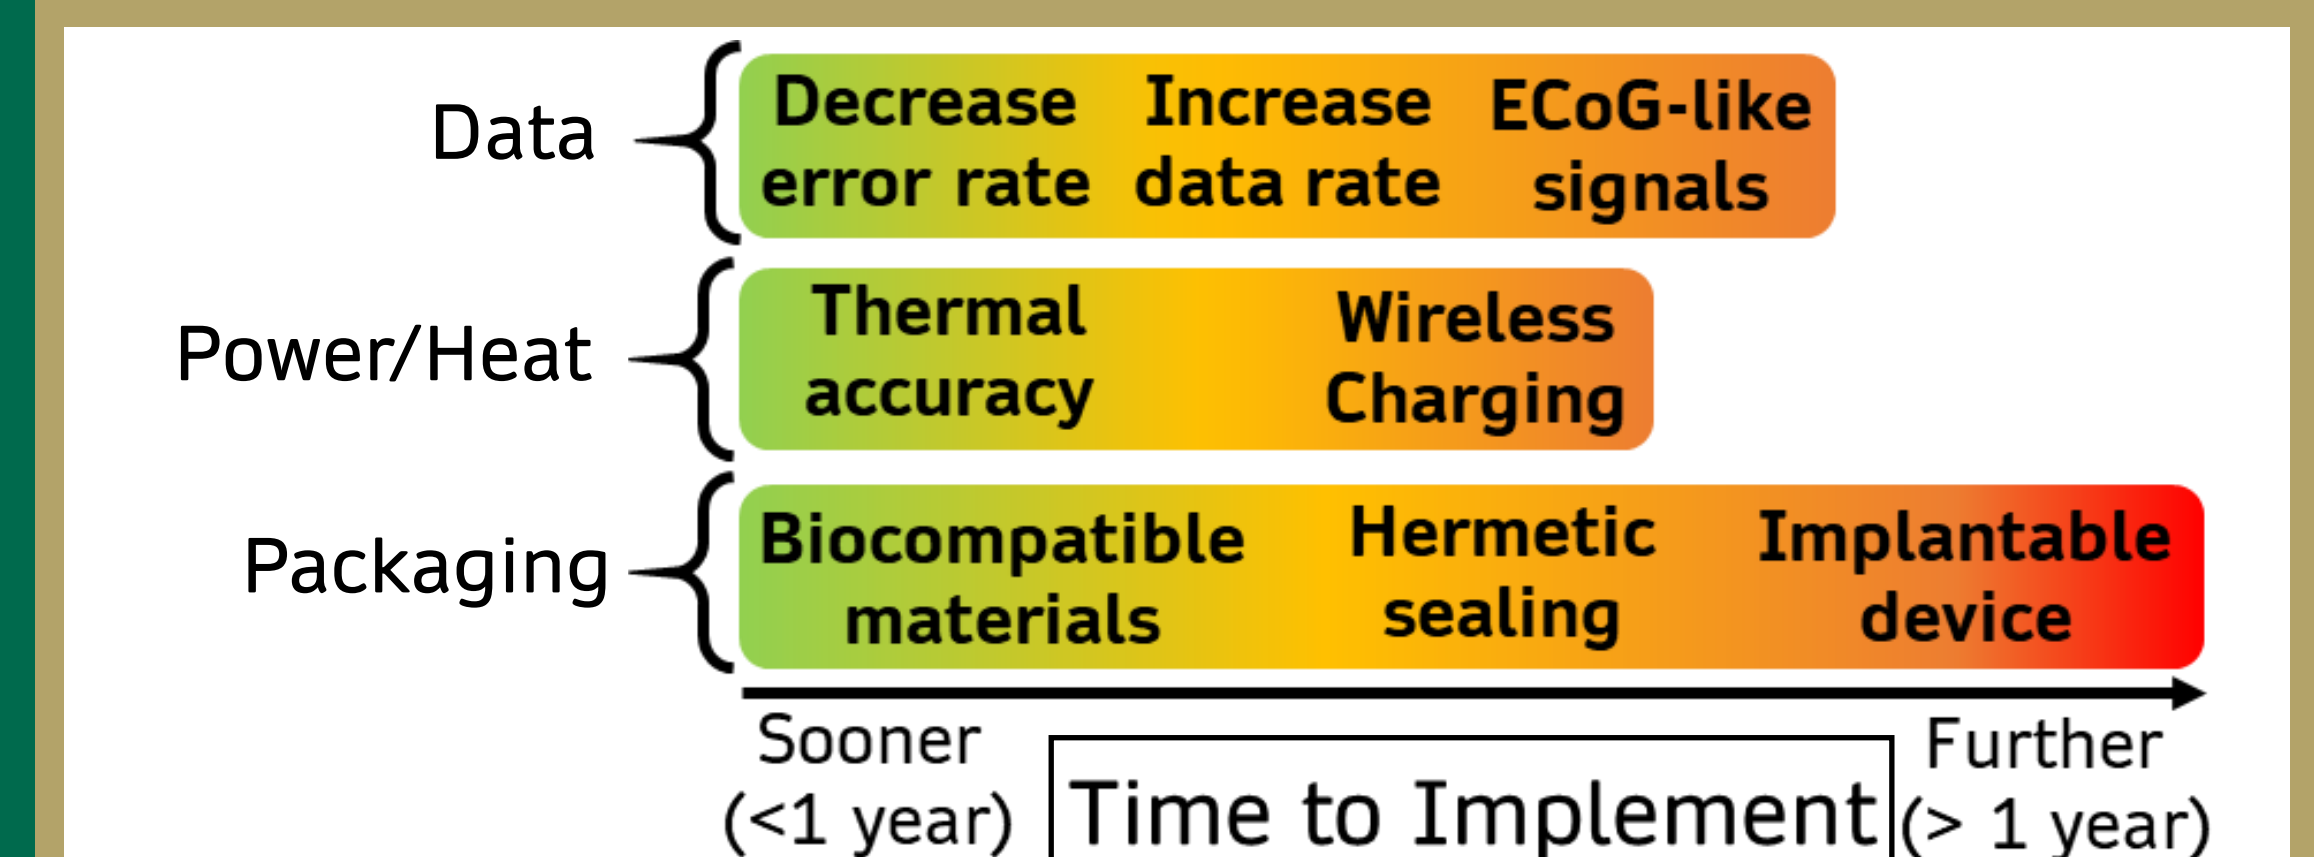 Data
Decrease
error rate
Increase
data rate
ECoG-like
signals
Power/Heat
Thermal
accuracy
Wireless
Charging
Packaging
Biocompatible
materials
Hermetic
sealing
Implantable
device
Sooner
(<1 year)
Time to Implement
Further
(> 1 year)